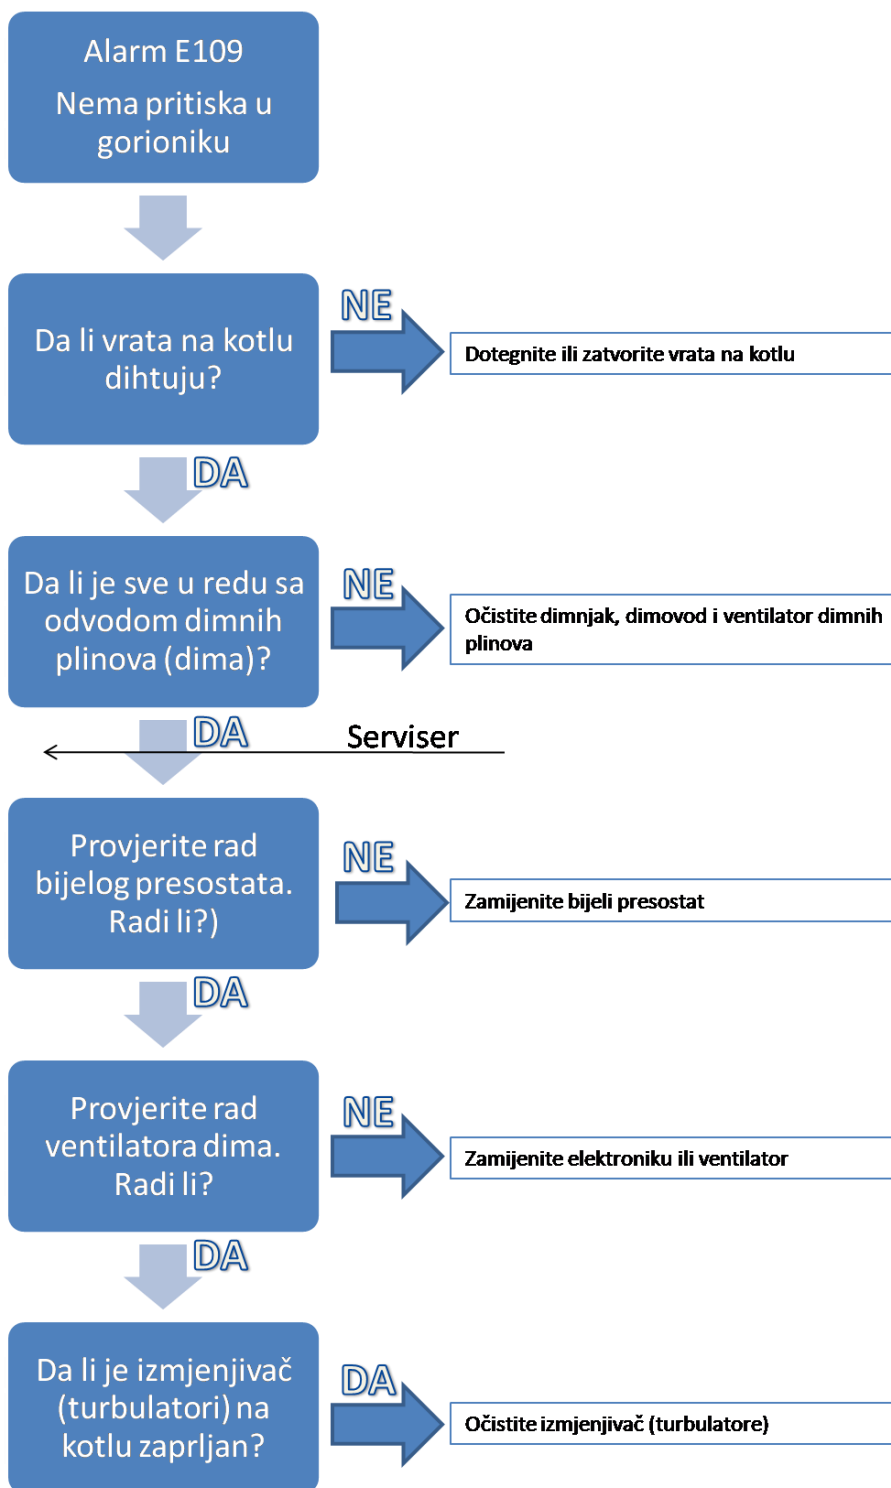 Alarm E109
Nema pritiska u
gorioniku
NE
Da li vrata na kotlu
dihtuju?
Dotegnite ili zatvorite vrata na kotlu
DA
Da li je sve u redu sa
odvodom dimnih
plinova (dima)?
NE
Očistite dimnjak, dimovod i ventilator dimnih
plinova
DA
Serviser
Provjerite rad
bijelog presostata.
Radi li?)
NE
Zamijenite bijeli presostat
DA
Provjerite rad
ventilatora dima.
Radi li?
NE
Zamijenite elektroniku ili ventilator
DA
Da li je izmjenjivač
(turbulatori) na
kotlu zaprljan?
DA
Očistite izmjenjivač (turbulatore)